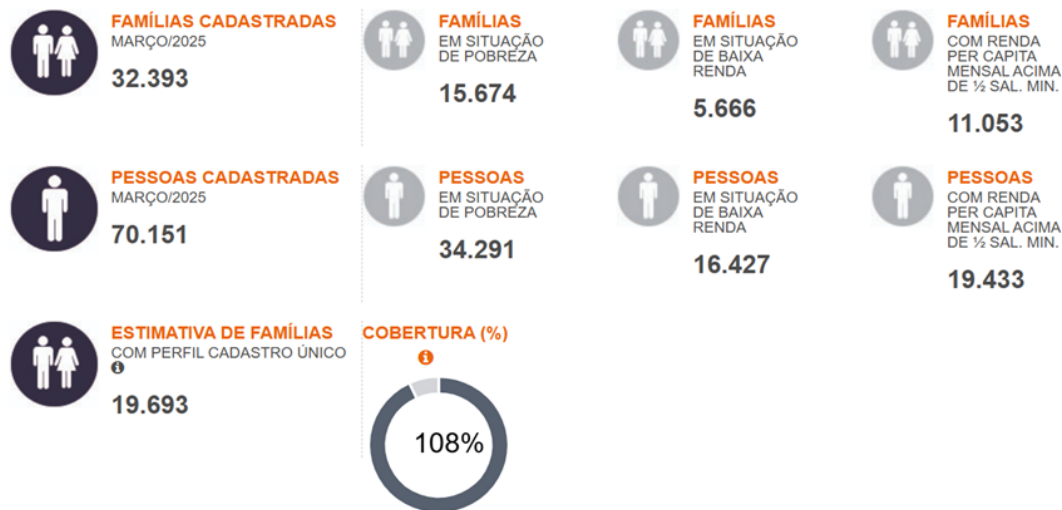 FAMÍLIAS CADASTRADAS
MARÇO/2025
32.393
FAMÍLIAS
EM SITUAÇÃO
DE POBREZA
15.674
FAMÍLIAS
EM SITUAÇÃO
DE BAIXA
RENDA
5.666
FAMÍLIAS
COM RENDA
PER CAPITA
MENSAL ACIMA
DE ½ SAL. MIN.
11.053
PESSOAS CADASTRADAS
MARÇO/2025
70.151
PESSOAS
EM SITUAÇÃO
DE POBREZA
34.291
PESSOAS
EM SITUAÇÃO
DE BAIXA
RENDA
16.427
PESSOAS
COM RENDA
PER CAPITA
MENSAL ACIMA
DE ½ SAL. MIN.
19.433
ESTIMATIVA DE FAMÍLIAS
COM PERFIL CADASTRO ÚNICO
i
19.693
COBERTURA (%)
i
108%